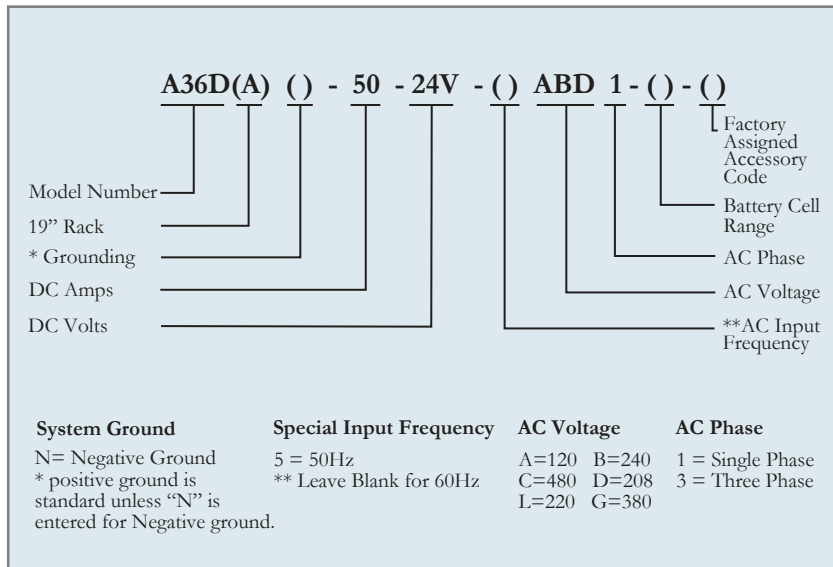 A36D(A) ( ) - 50 - 24V - ( ) ABD 1 - ( ) - ( )
Model Number
19” Rack
* Grounding
DC Amps
DC Volts
Factory
Assigned
Accessory
Code
Battery Cell
Range
AC Phase
AC Voltage
**AC Input
Frequency
System Ground
N= Negative Ground
* positive ground is
standard unless “N” is
entered for Negative ground.
Special Input Frequency
5 = 50Hz
** Leave Blank for 60Hz
AC Voltage
A=120 B=240
C=480 D=208
L=220 G=380
AC Phase
1 = Single Phase
3 = Three Phase